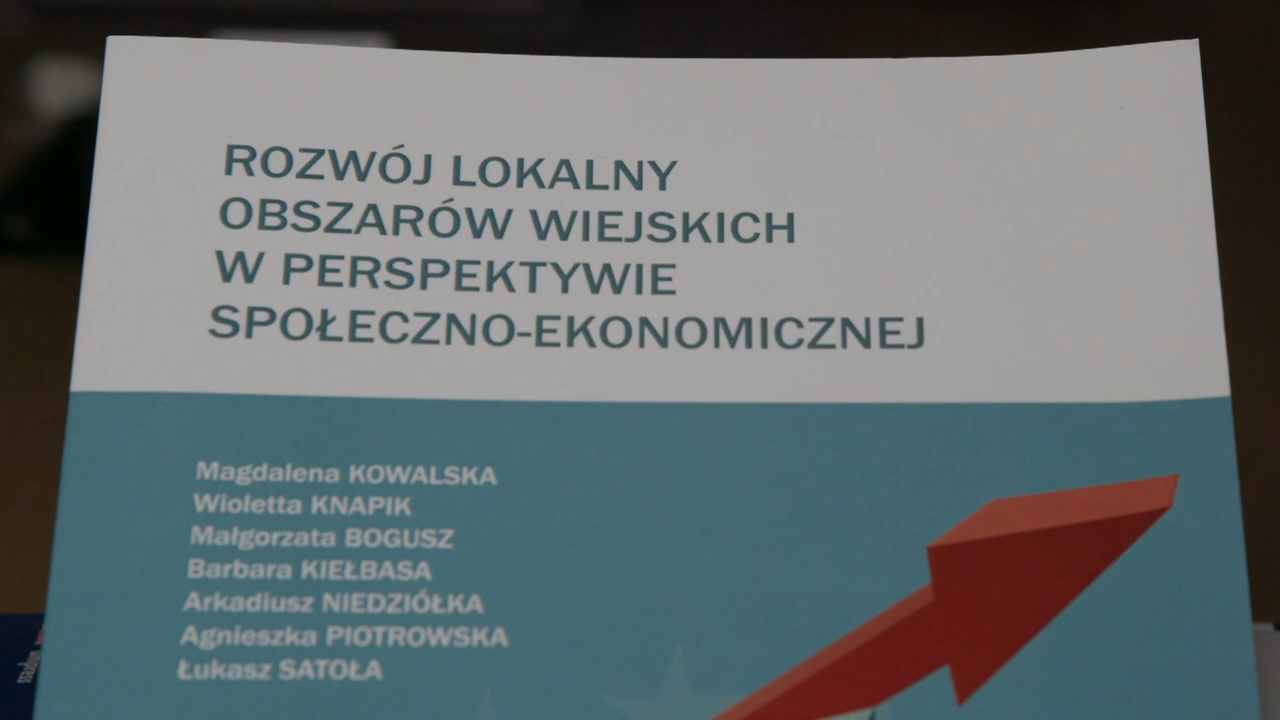 ROZWÓJ LOKALNY
OBSZARÓW WIEJSKICH
W PERSPEKTYWIE
SPOŁECZNO-EKONOMICZNEJ
Magdalena KOWALSKA
Wioletta KNAPIK
Małgorzata BOGUSZ
Barbara KIEŁBASA
Arkadiusz NIEDZIÓŁKA
Agnieszka PIOTROWSKA
Łukasz SATOŁA